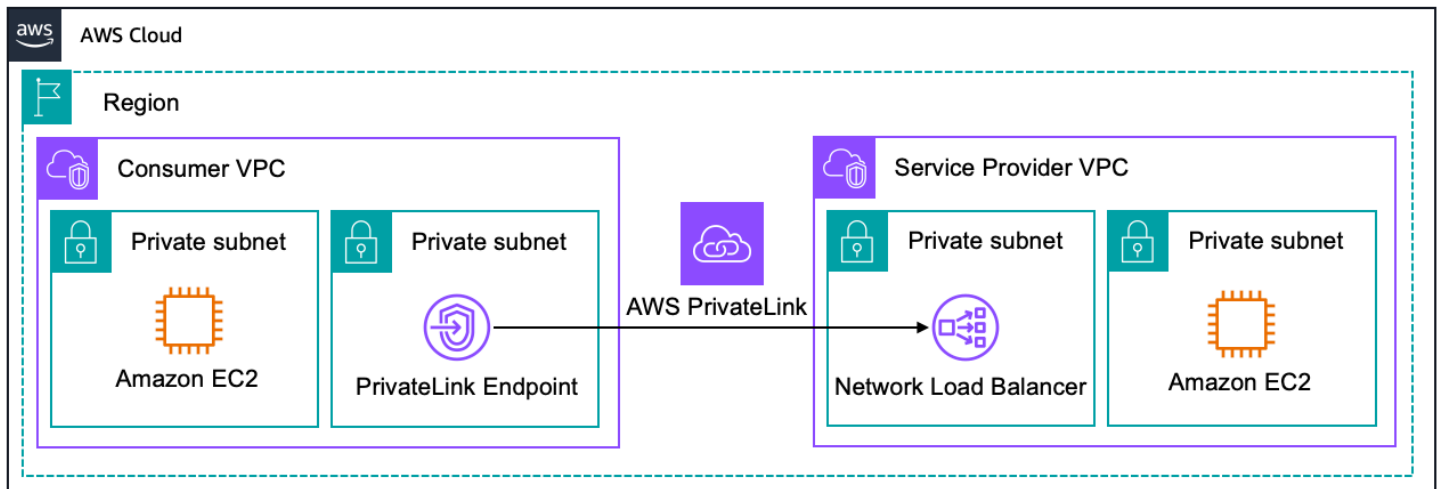 aws
AWS Cloud
Region
Consumer VPC
Private subnet
Amazon EC2
Private subnet
PrivateLink Endpoint
AWS PrivateLink
Service Provider VPC
Private subnet
Network Load Balancer
Private subnet
Amazon EC2